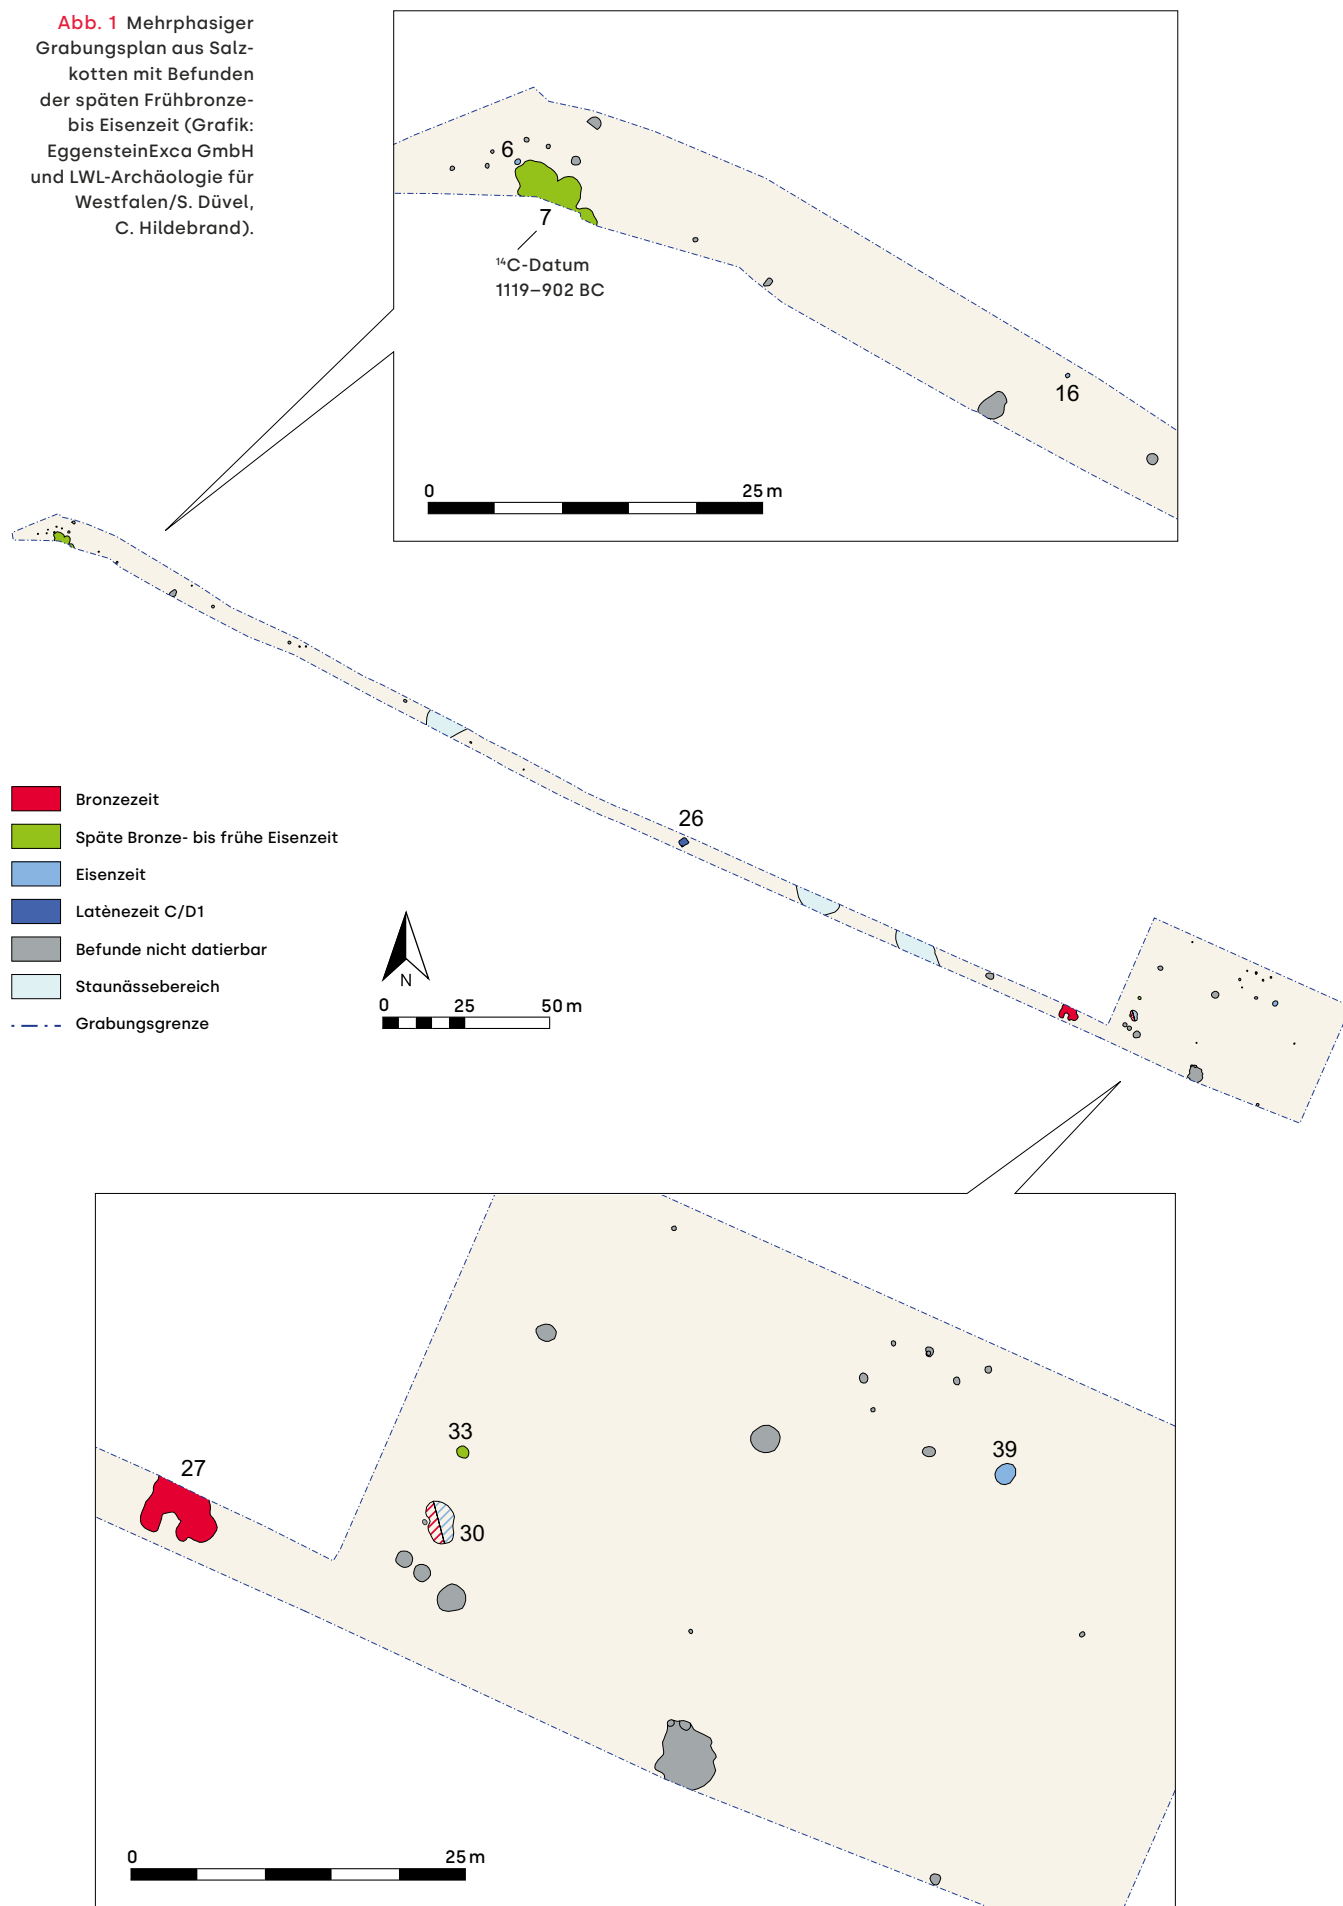 Abb. 1 Mehrphasiger
Grabungsplan aus Salz-
kotten mit Befunden
der späten Frühbronze-
bis Eisenzeit (Grafik:
EggensteinExca GmbH
und LWL-Archäologie für
Westfalen/S. Düvel,
C. Hildebrand).
6
7
¹⁴C-Datum
1119–902 BC
16
0 25 m
26
Bronzezeit
Späte Bronze- bis frühe Eisenzeit
Eisenzeit
Latènezeit C/D1
Befunde nicht datierbar
Staunässebereich
Grabungsgrenze
N
0 25 50 m
27
33
39
30
0 25 m